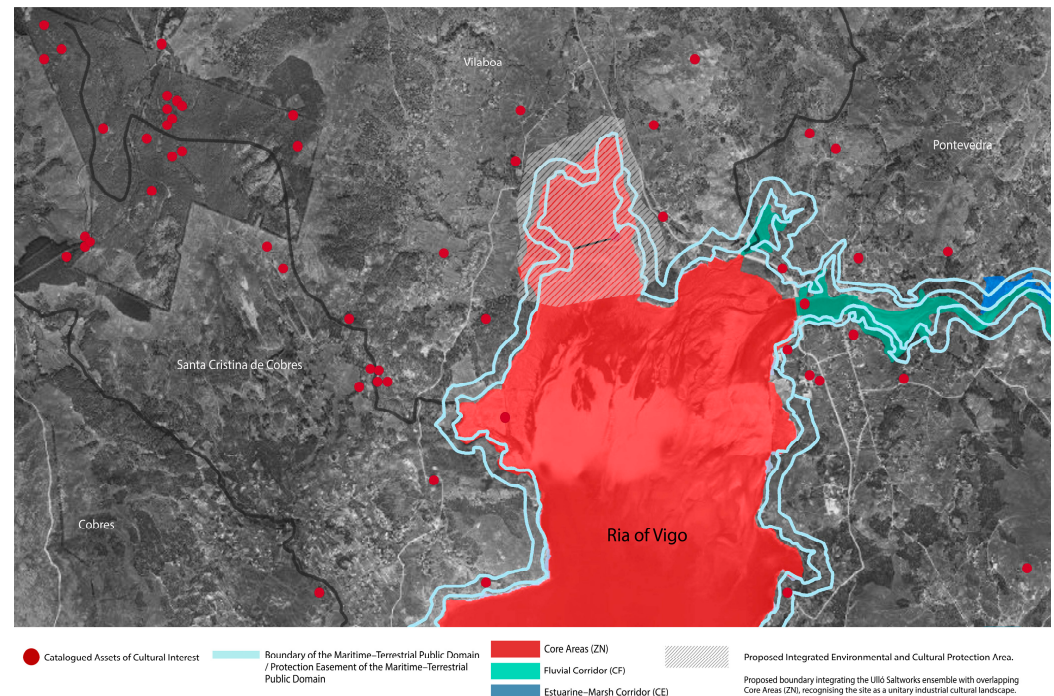 Vilaboa
Pontevedra
Santa Cristina de Cobres
Cobres
Ria of Vigo
Catalogued Assets of Cultural Interest
Boundary of the Maritime–Terrestrial Public Domain
/ Protection Easement of the Maritime–Terrestrial
Public Domain
Core Areas (ZN)
Fluvial Corridor (CF)
Estuarine–Marsh Corridor (CE)
Proposed Integrated Environmental and Cultural Protection Area.
Proposed boundary integrating the Ulló Saltworks ensemble with overlapping
Core Areas (ZN), recognising the site as a unitary industrial cultural landscape.